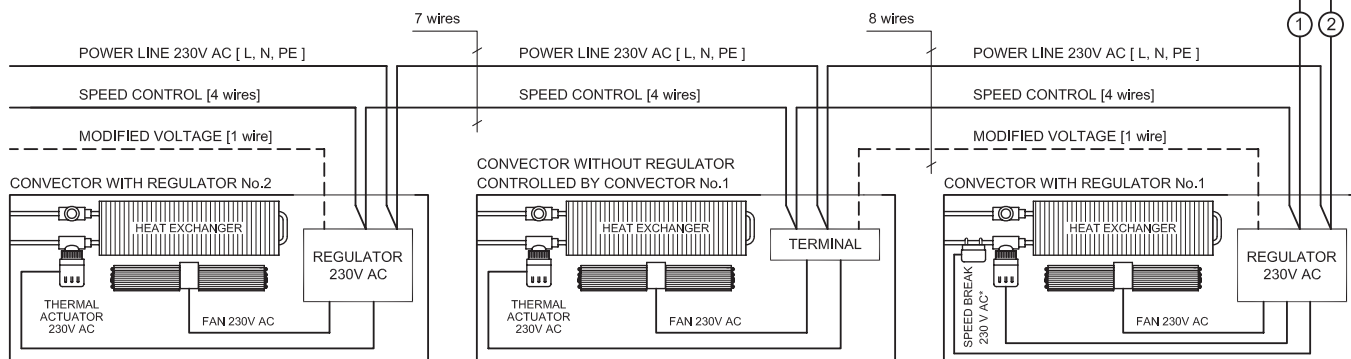 7 wires
8 wires
1 2
POWER LINE 230V AC [ L, N, PE ]
POWER LINE 230V AC [ L, N, PE ]
POWER LINE 230V AC [ L, N, PE ]
SPEED CONTROL [4 wires]
SPEED CONTROL [4 wires]
SPEED CONTROL [4 wires]
MODIFIED VOLTAGE [1 wire]
MODIFIED VOLTAGE [1 wire]
CONVECTOR WITH REGULATOR No.2
HEAT EXCHANGER
REGULATOR
230V AC
THERMAL
ACTUATOR
230V AC
FAN 230V AC
CONVECTOR WITHOUT REGULATOR
CONTROLLED BY CONVECTOR No.1
HEAT EXCHANGER
TERMINAL
THERMAL
ACTUATOR
230V AC
FAN 230V AC
CONVECTOR WITH REGULATOR No.1
HEAT EXCHANGER
REGULATOR
230V AC
SPEED BREAK
230 V AC*
FAN 230V AC